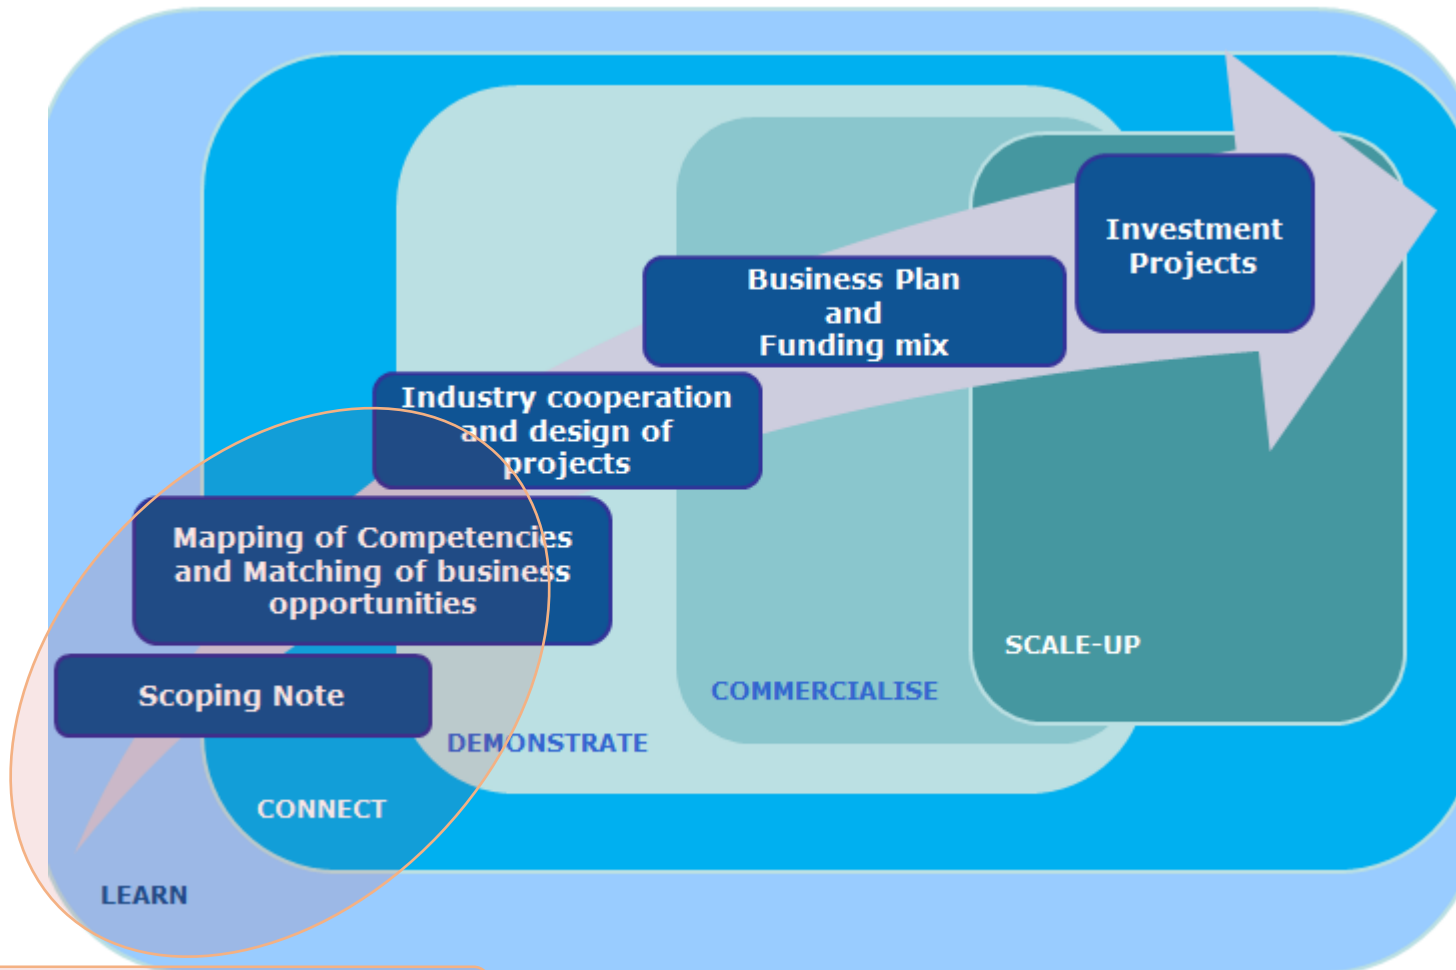 Investment
Projects
Business Plan
and
Funding mix
Industry cooperation
and design of
projects
Mapping of Competencies
and Matching of business
opportunities
Scoping Note
SCALE-UP
COMMERCIALISE
DEMONSTRATE
CONNECT
LEARN